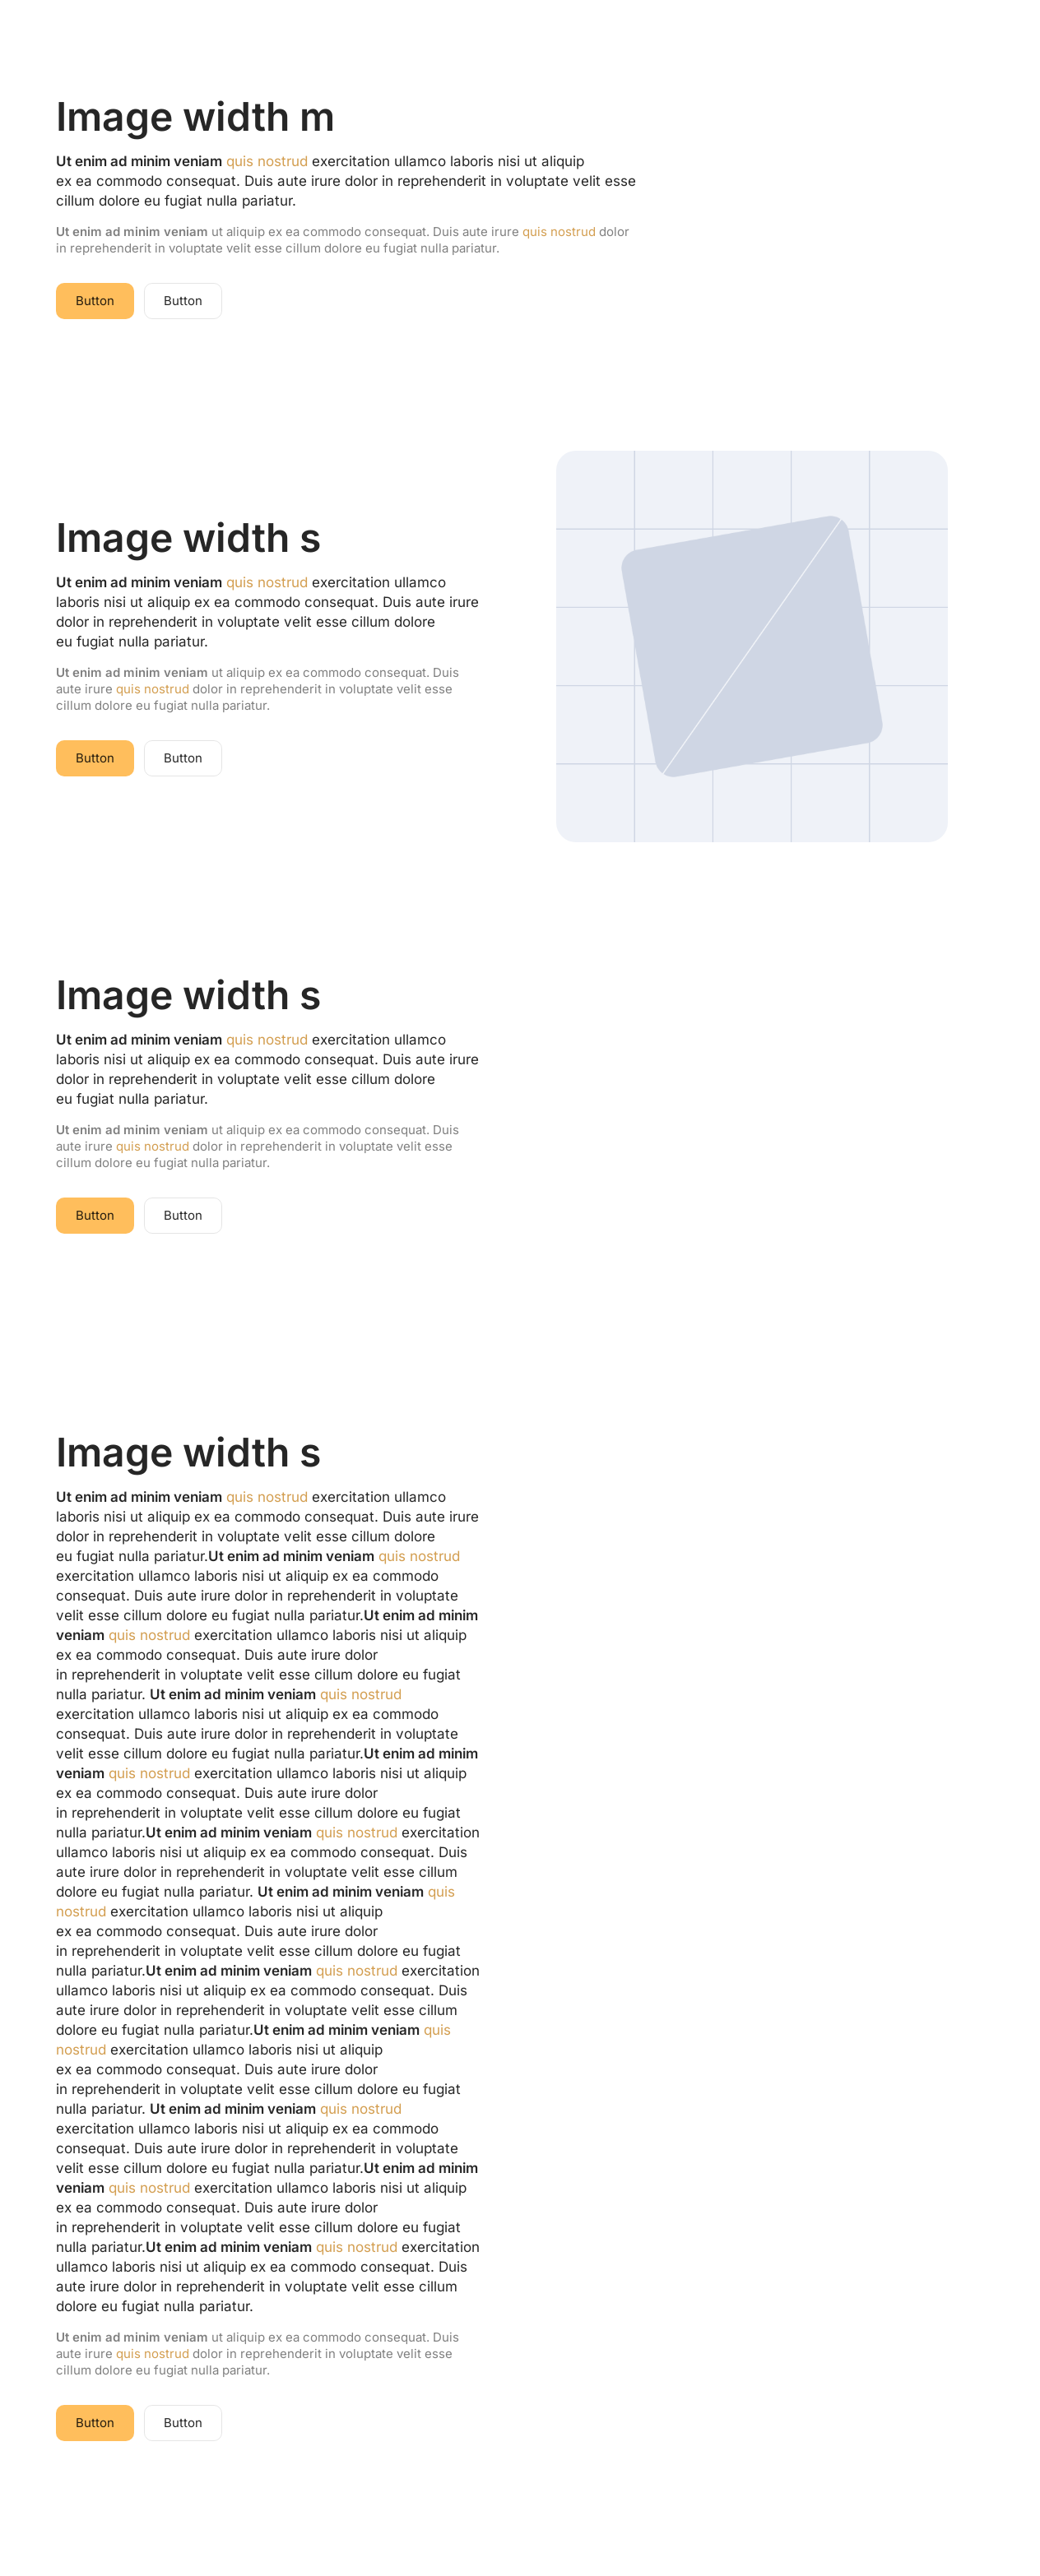 Image width m
Ut enim ad minim veniam quis nostrud exercitation ullamco laboris nisi ut aliquip
ex ea commodo consequat. Duis aute irure dolor in reprehenderit in voluptate velit esse
cillum dolore eu fugiat nulla pariatur.
Ut enim ad minim veniam ut aliquip ex ea commodo consequat. Duis aute irure quis nostrud dolor
in reprehenderit in voluptate velit esse cillum dolore eu fugiat nulla pariatur.
Button Button
Image width s
Ut enim ad minim veniam quis nostrud exercitation ullamco
laboris nisi ut aliquip ex ea commodo consequat. Duis aute irure
dolor in reprehenderit in voluptate velit esse cillum dolore
eu fugiat nulla pariatur.
Ut enim ad minim veniam ut aliquip ex ea commodo consequat. Duis
aute irure quis nostrud dolor in reprehenderit in voluptate velit esse
cillum dolore eu fugiat nulla pariatur.
Button Button
Image width s
Ut enim ad minim veniam quis nostrud exercitation ullamco
laboris nisi ut aliquip ex ea commodo consequat. Duis aute irure
dolor in reprehenderit in voluptate velit esse cillum dolore
eu fugiat nulla pariatur.
Ut enim ad minim veniam ut aliquip ex ea commodo consequat. Duis
aute irure quis nostrud dolor in reprehenderit in voluptate velit esse
cillum dolore eu fugiat nulla pariatur.
Button Button
Image width s
Ut enim ad minim veniam quis nostrud exercitation ullamco
laboris nisi ut aliquip ex ea commodo consequat. Duis aute irure
dolor in reprehenderit in voluptate velit esse cillum dolore
eu fugiat nulla pariatur.Ut enim ad minim veniam quis nostrud
exercitation ullamco laboris nisi ut aliquip ex ea commodo
consequat. Duis aute irure dolor in reprehenderit in voluptate
velit esse cillum dolore eu fugiat nulla pariatur.Ut enim ad minim
veniam quis nostrud exercitation ullamco laboris nisi ut aliquip
ex ea commodo consequat. Duis aute irure dolor
in reprehenderit in voluptate velit esse cillum dolore eu fugiat
nulla pariatur. Ut enim ad minim veniam quis nostrud
exercitation ullamco laboris nisi ut aliquip ex ea commodo
consequat. Duis aute irure dolor in reprehenderit in voluptate
velit esse cillum dolore eu fugiat nulla pariatur.Ut enim ad minim
veniam quis nostrud exercitation ullamco laboris nisi ut aliquip
ex ea commodo consequat. Duis aute irure dolor
in reprehenderit in voluptate velit esse cillum dolore eu fugiat
nulla pariatur.Ut enim ad minim veniam quis nostrud exercitation
ullamco laboris nisi ut aliquip ex ea commodo consequat. Duis
aute irure dolor in reprehenderit in voluptate velit esse cillum
dolore eu fugiat nulla pariatur. Ut enim ad minim veniam quis
nostrud exercitation ullamco laboris nisi ut aliquip
ex ea commodo consequat. Duis aute irure dolor
in reprehenderit in voluptate velit esse cillum dolore eu fugiat
nulla pariatur.Ut enim ad minim veniam quis nostrud exercitation
ullamco laboris nisi ut aliquip ex ea commodo consequat. Duis
aute irure dolor in reprehenderit in voluptate velit esse cillum
dolore eu fugiat nulla pariatur.Ut enim ad minim veniam quis
nostrud exercitation ullamco laboris nisi ut aliquip
ex ea commodo consequat. Duis aute irure dolor
in reprehenderit in voluptate velit esse cillum dolore eu fugiat
nulla pariatur. Ut enim ad minim veniam quis nostrud
exercitation ullamco laboris nisi ut aliquip ex ea commodo
consequat. Duis aute irure dolor in reprehenderit in voluptate
velit esse cillum dolore eu fugiat nulla pariatur.Ut enim ad minim
veniam quis nostrud exercitation ullamco laboris nisi ut aliquip
ex ea commodo consequat. Duis aute irure dolor
in reprehenderit in voluptate velit esse cillum dolore eu fugiat
nulla pariatur.Ut enim ad minim veniam quis nostrud exercitation
ullamco laboris nisi ut aliquip ex ea commodo consequat. Duis
aute irure dolor in reprehenderit in voluptate velit esse cillum
dolore eu fugiat nulla pariatur.
Ut enim ad minim veniam ut aliquip ex ea commodo consequat. Duis
aute irure quis nostrud dolor in reprehenderit in voluptate velit esse
cillum dolore eu fugiat nulla pariatur.
Button Button